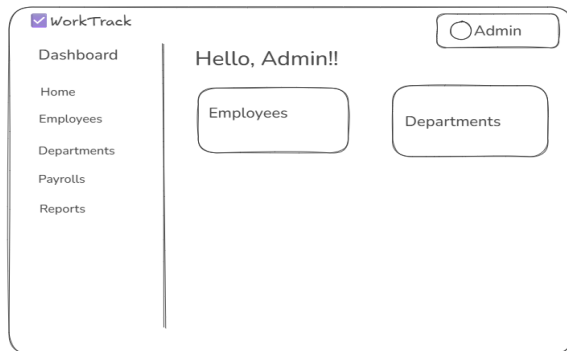 WorkTrack
Admin
Dashboard
Home
Employees
Departments
Payrolls
Reports
Hello, Admin!!
Employees
Departments